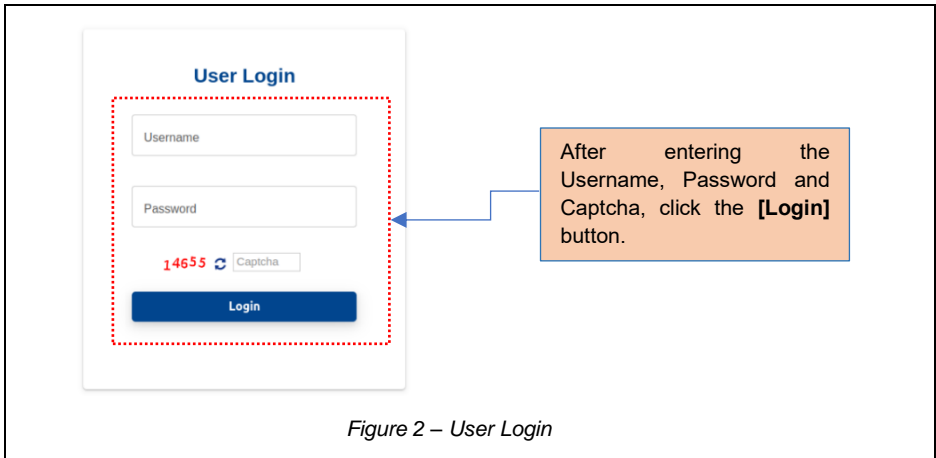 User Login
Username
Password
14655 Captcha
Login
After entering the
Username, Password and
Captcha, click the [Login]
button.
Figure 2 – User Login